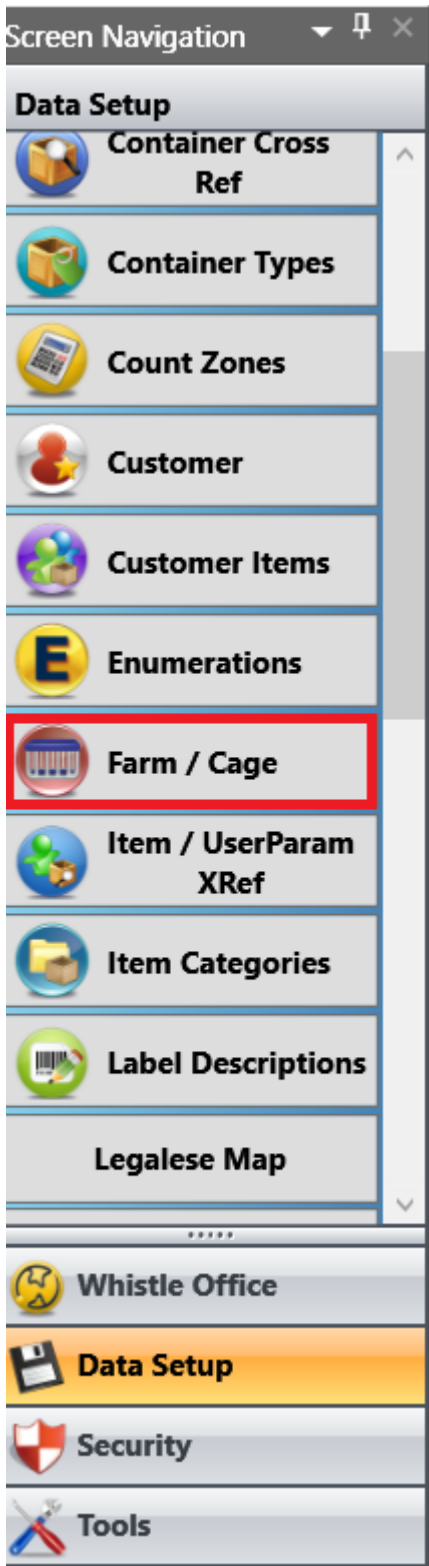 Screen Navigation
Data Setup
Container Cross
Ref
Container Types
Count Zones
Customer
Customer Items
E
Enumerations
Farm / Cage
Item / UserParam
XRef
Item Categories
Label Descriptions
Legalese Map
Whistle Office
Data Setup
Security
Tools